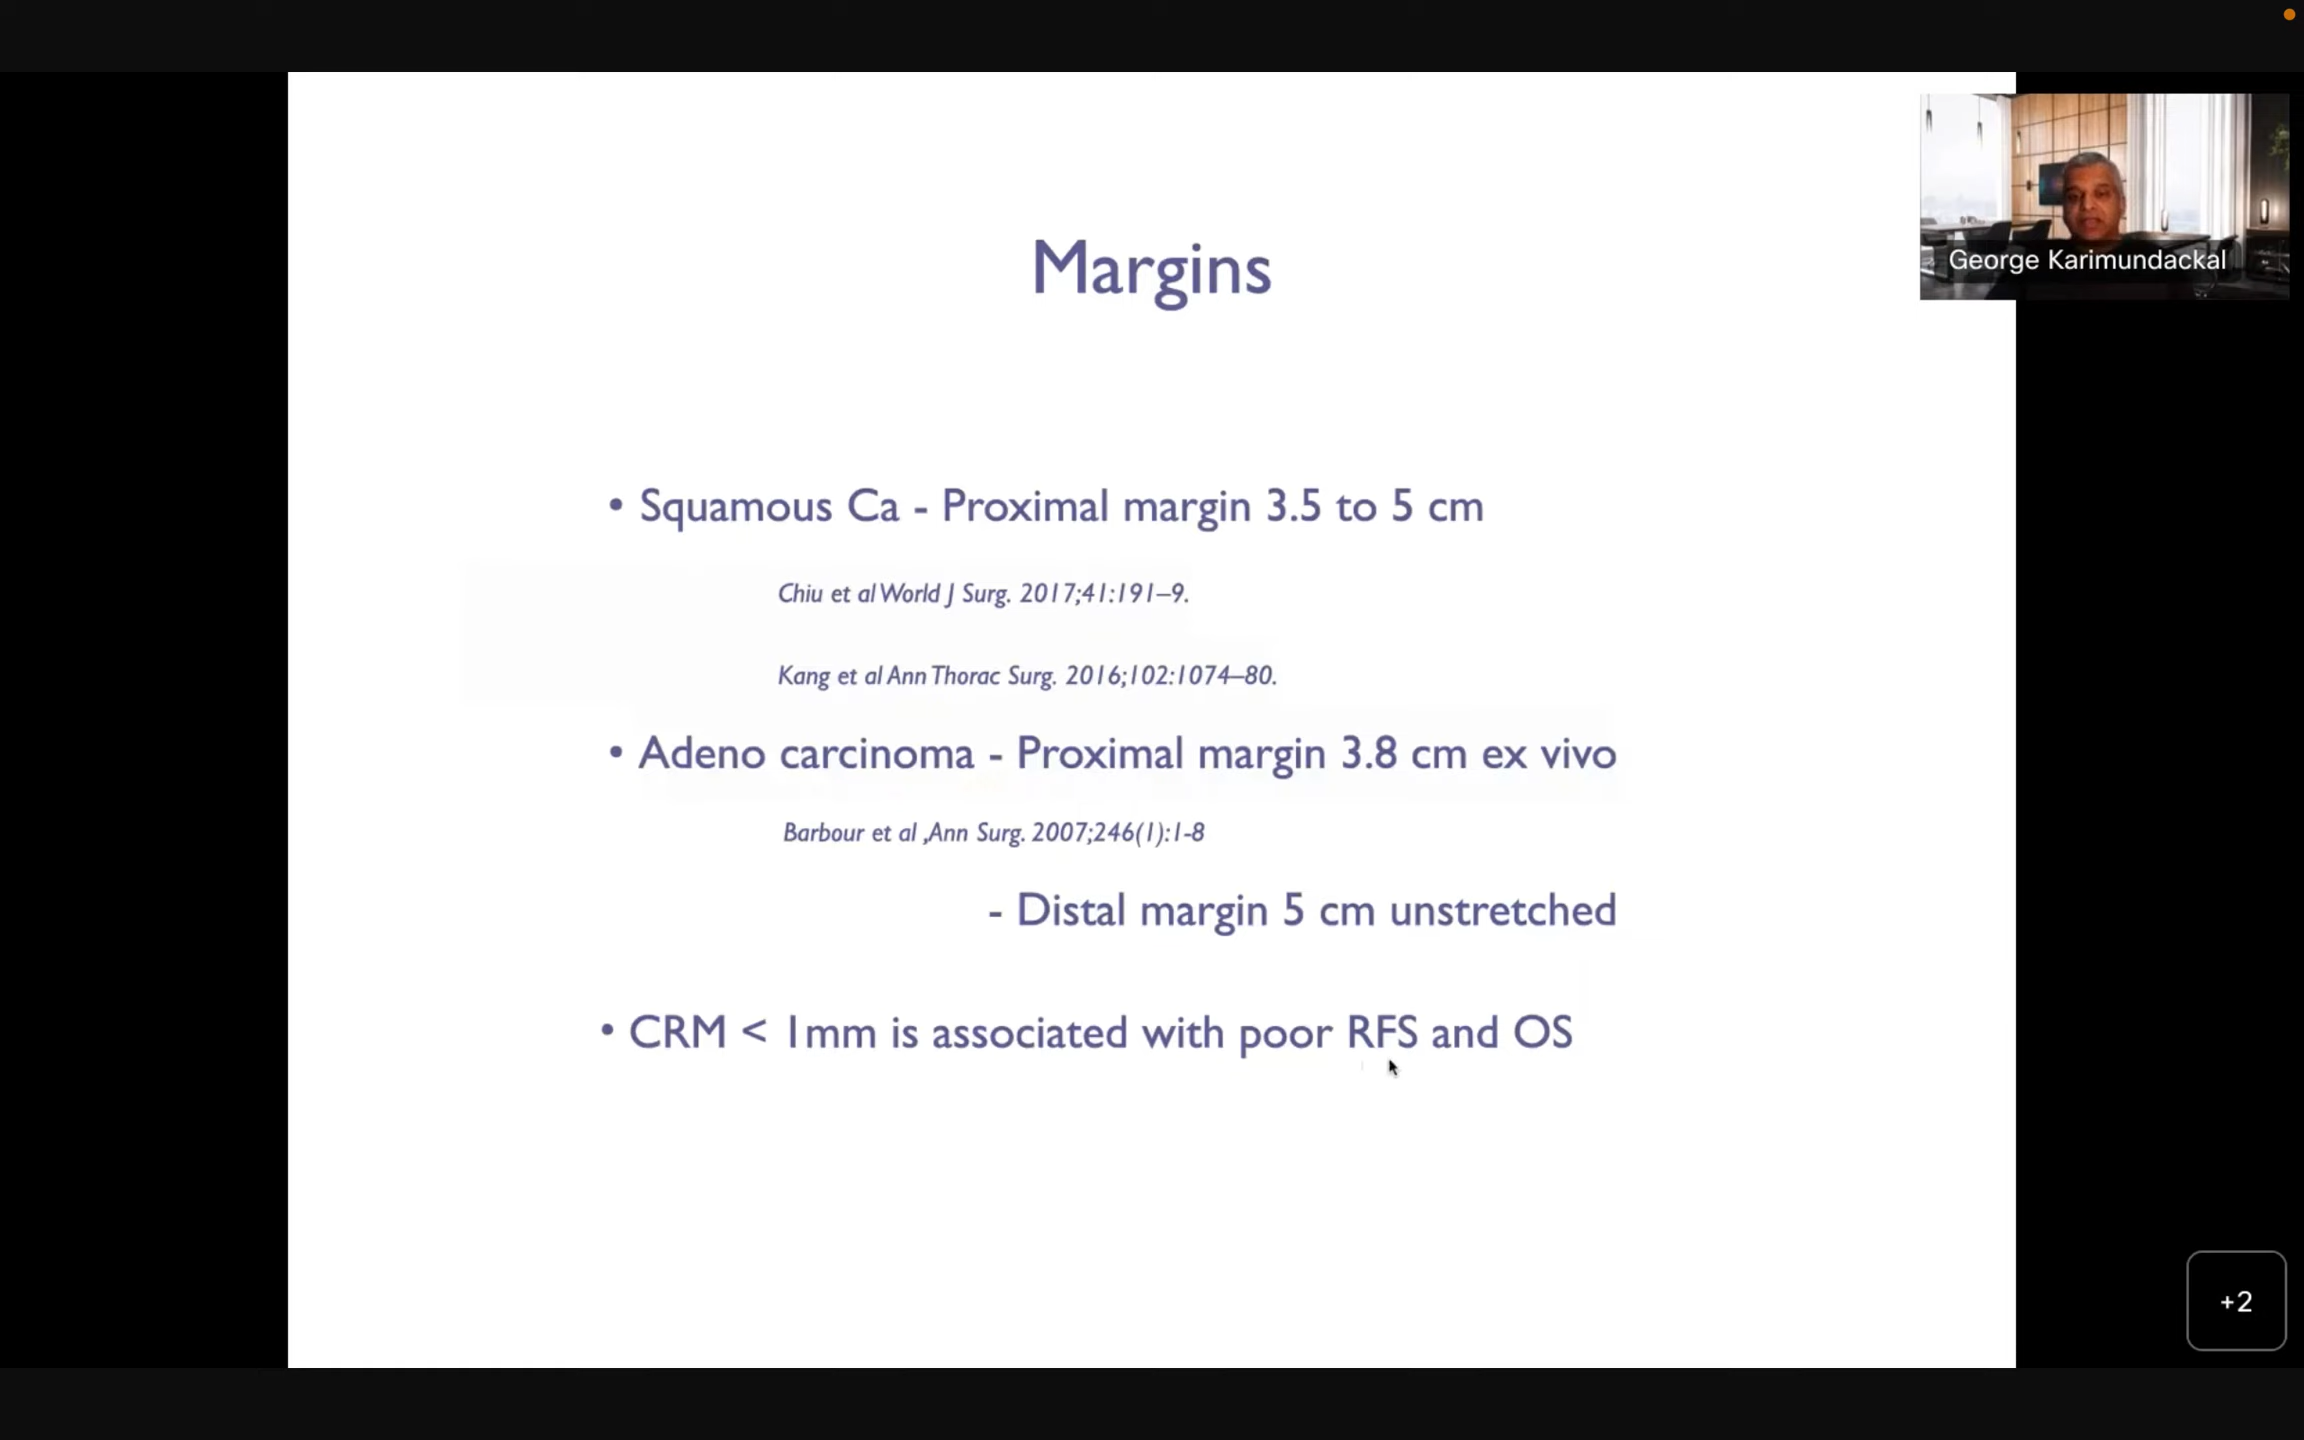 Margins
George Karimundackal
• Squamous Ca - Proximal margin 3.5 to 5 cm
Chiu et al World J Surg. 2017;41:191–9.
Kang et al Ann Thorac Surg. 2016;102:1074–80.
• Adeno carcinoma - Proximal margin 3.8 cm ex vivo
Barbour et al ,Ann Surg. 2007;246(1):1-8
- Distal margin 5 cm unstretched
• CRM < 1mm is associated with poor RFS and OS
+2